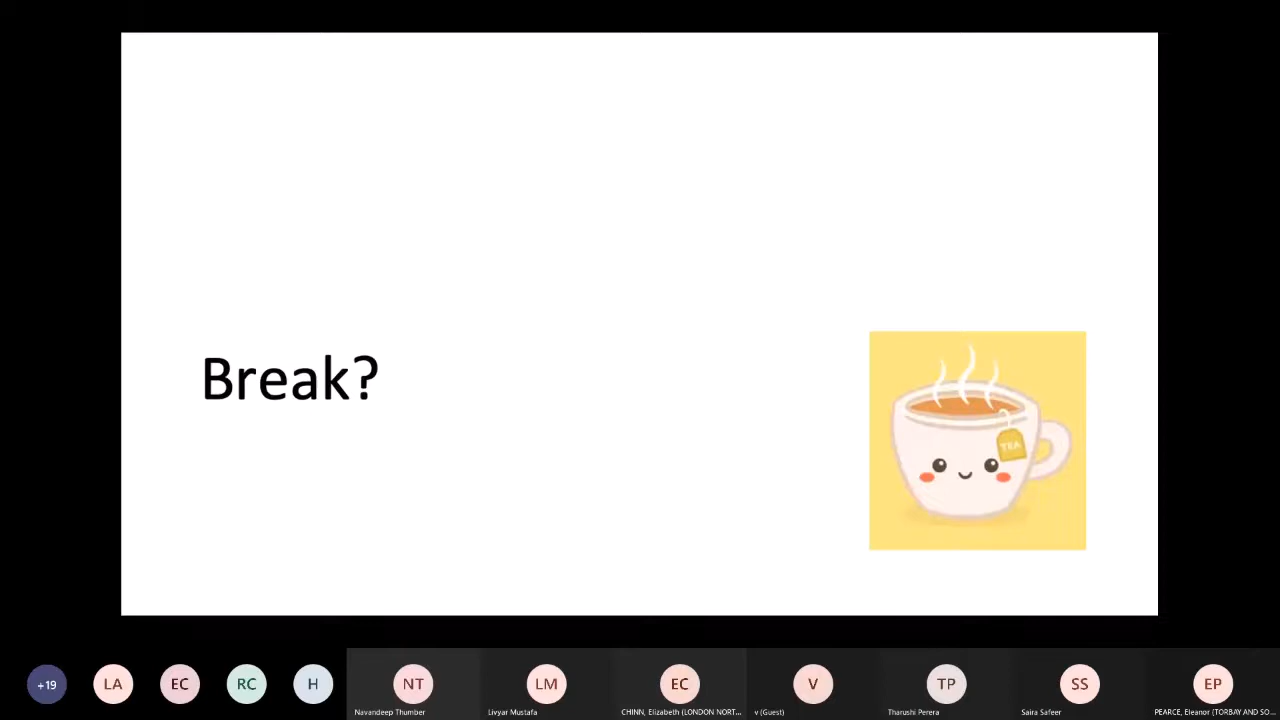 Break?
TEA
+19
LA
EC
RC
H
NT
LM
EC
V
TP
SS
EP
Navandeep Thumber
Livyar Mustafa
CHINN, Elizabeth (LONDON NORT...
v (Guest)
Tharushi Perera
Saira Safeer
PEARCE, Eleanor (TORBAY AND SO...